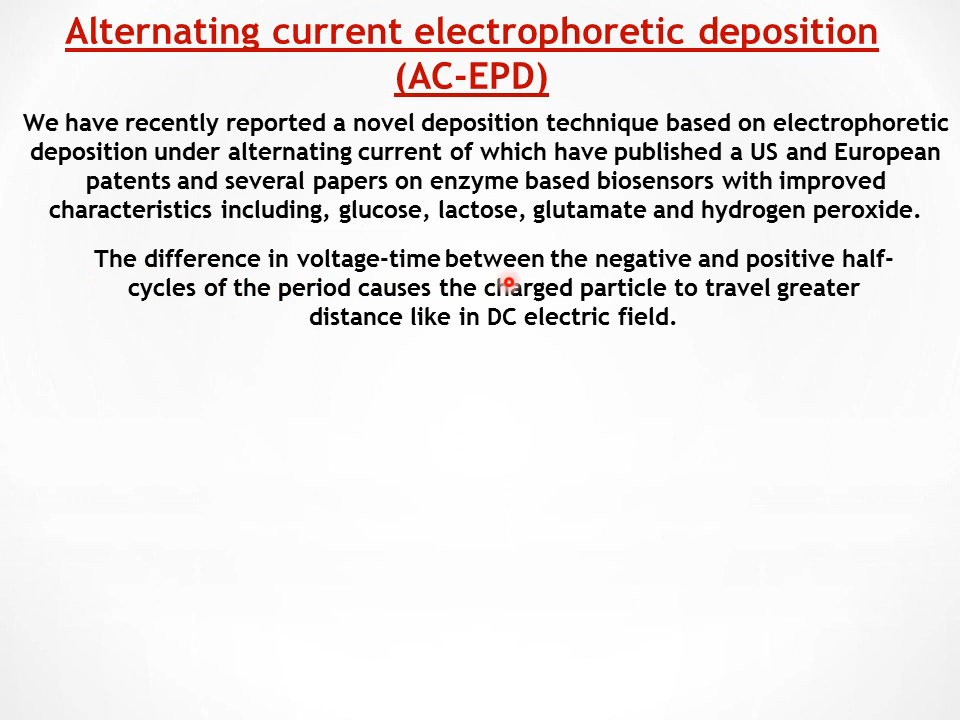 Alternating current electrophoretic deposition
(AC-EPD)
We have recently reported a novel deposition technique based on electrophoretic
deposition under alternating current of which have published a US and European
patents and several papers on enzyme based biosensors with improved
characteristics including, glucose, lactose, glutamate and hydrogen peroxide.
The difference in voltage-time between the negative and positive half-
cycles of the period causes the charged particle to travel greater
distance like in DC electric field.